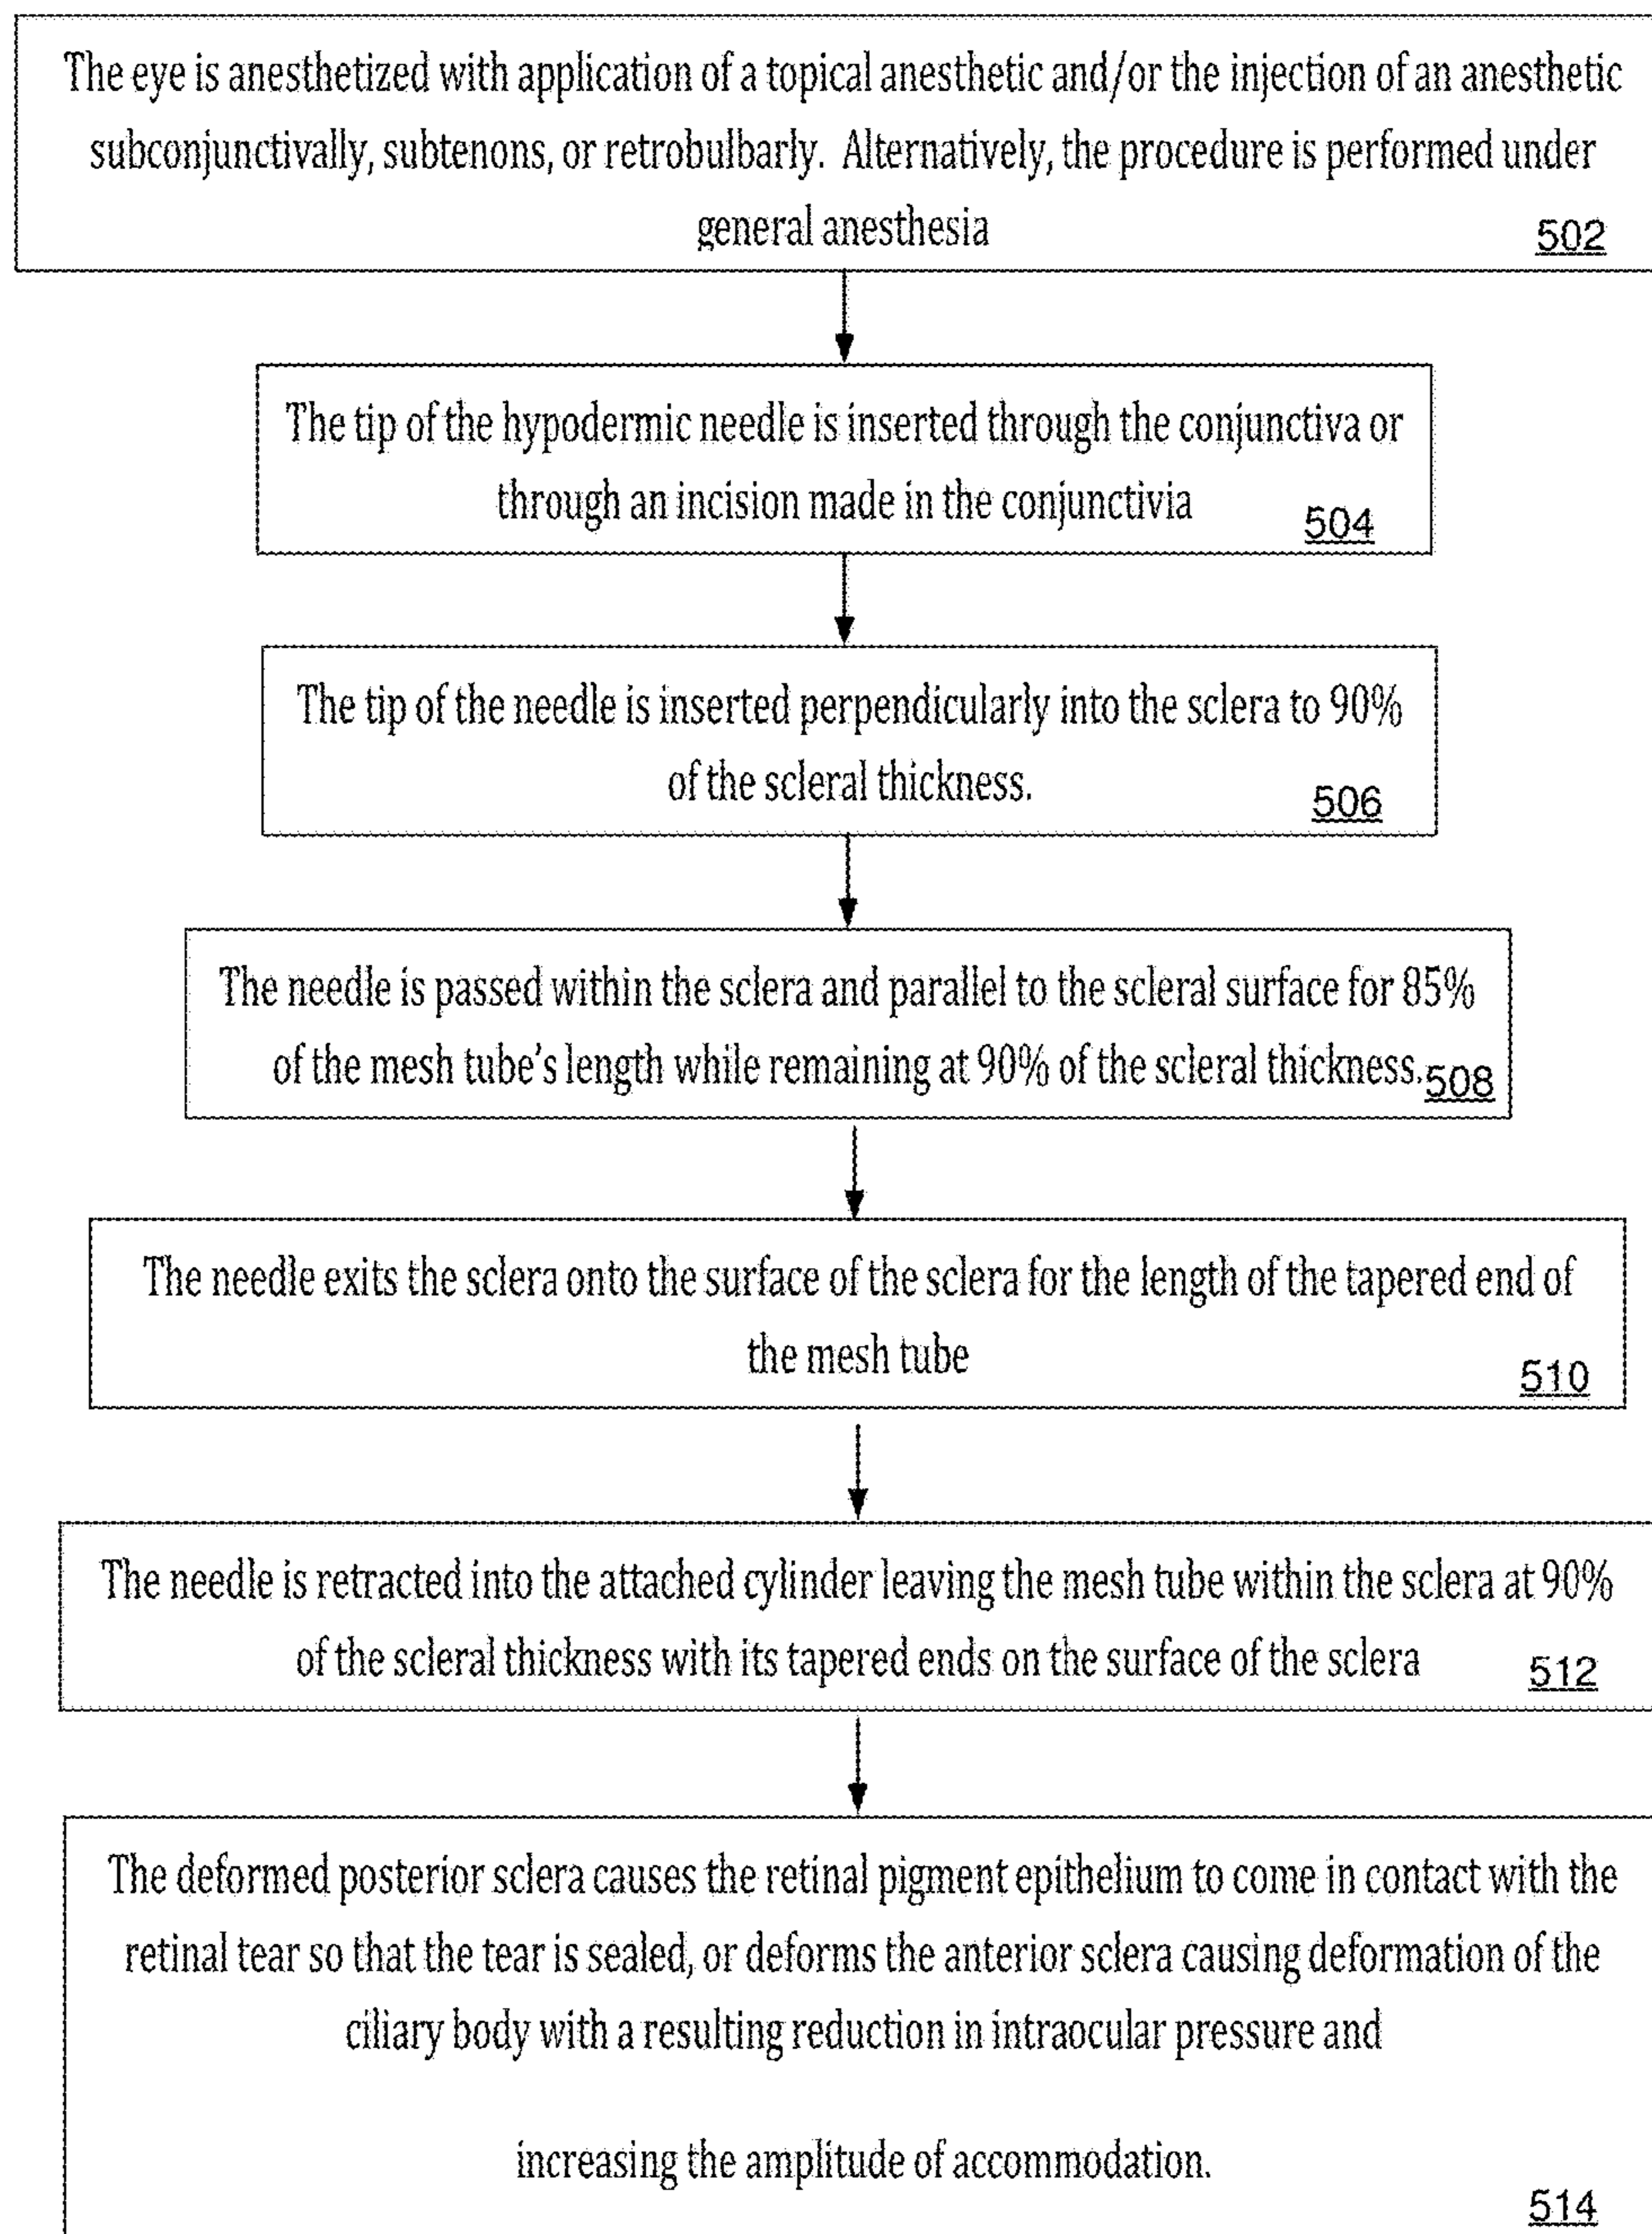 The eye is anesthetized with application of a topical anesthetic and/or the injection of an anesthetic
subconjunctivally, subtenons, or retrobulbarly. Alternatively, the procedure is performed under
general anesthesia
502
The tip of the hypodermic needle is inserted through the conjunctiva or
through an incision made in the conjunctivia
504
The tip of the needle is inserted perpendicularly into the sclera to 90%
of the scleral thickness.
506
The needle is passed within the sclera and parallel to the scleral surface for 85%
of the mesh tube's length while remaining at 90% of the scleral thickness.
508
The needle exits the sclera onto the surface of the sclera for the length of the tapered end of
the mesh tube
510
The needle is retracted into the attached cylinder leaving the mesh tube within the sclera at 90%
of the scleral thickness with its tapered ends on the surface of the sclera
512
The deformed posterior sclera causes the retinal pigment epithelium to come in contact with the
retinal tear so that the tear is sealed, or deforms the anterior sclera causing deformation of the
ciliary body with a resulting reduction in intraocular pressure and
increasing the amplitude of accommodation.
514